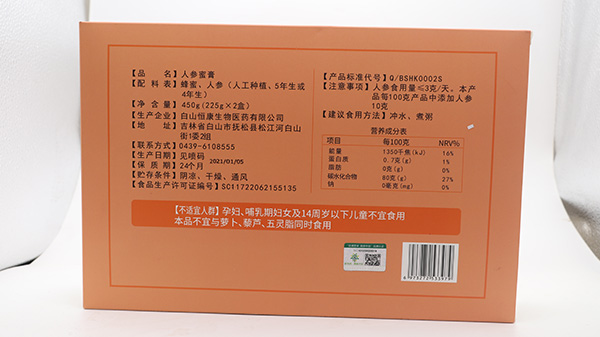 【品 名】人参蜜膏
【配 料 表】蜂蜜、人参（人工种植，5年生或
4年生）
【净 含 量】450g(225g×2盒)
【生产企业】白山恒康生物医药有限公司
【地 址】吉林省白山市抚松县松江河白山
街1委2组
【联系方式】0439-6108555
【生产日期】见喷码
【保 质 期】24个月 2021/01/05
【贮存条件】阴凉、干燥、通风
【食品生产许可证编号】SC11722062155135
【产品标准代号】Q/BSHK0002S
【注意事项】人参食用量≤3克/天。本产
品每100克产品中添加人参
10克
【建议食用方法】冲水、煮粥
营养成分表
项目 每100克 NRV%
能量 1350千焦(kJ) 16%
蛋白质 0.7克(g) 1%
脂肪 0克(g) 0%
碳水化合物 80克(g) 27%
钠 0毫克(mg) 0%
【不适宜人群】孕妇、哺乳期妇女及14周岁以下儿童不宜食用
本品不宜与萝卜、藜芦、五灵脂同时食用